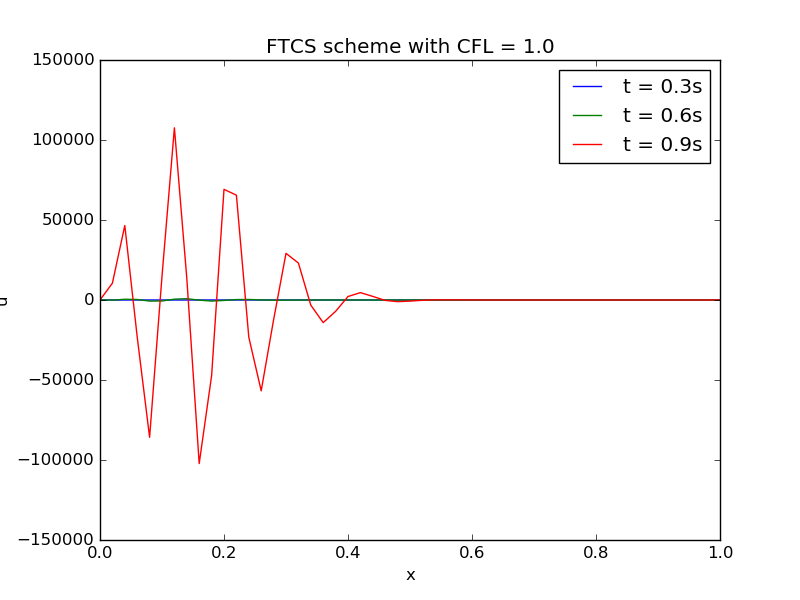 FTCS scheme with CFL = 1.0
150000
100000
50000
0
−50000
−100000
−150000
u
t = 0.3s
t = 0.6s
t = 0.9s
0.0 0.2 0.4 0.6 0.8 1.0
x